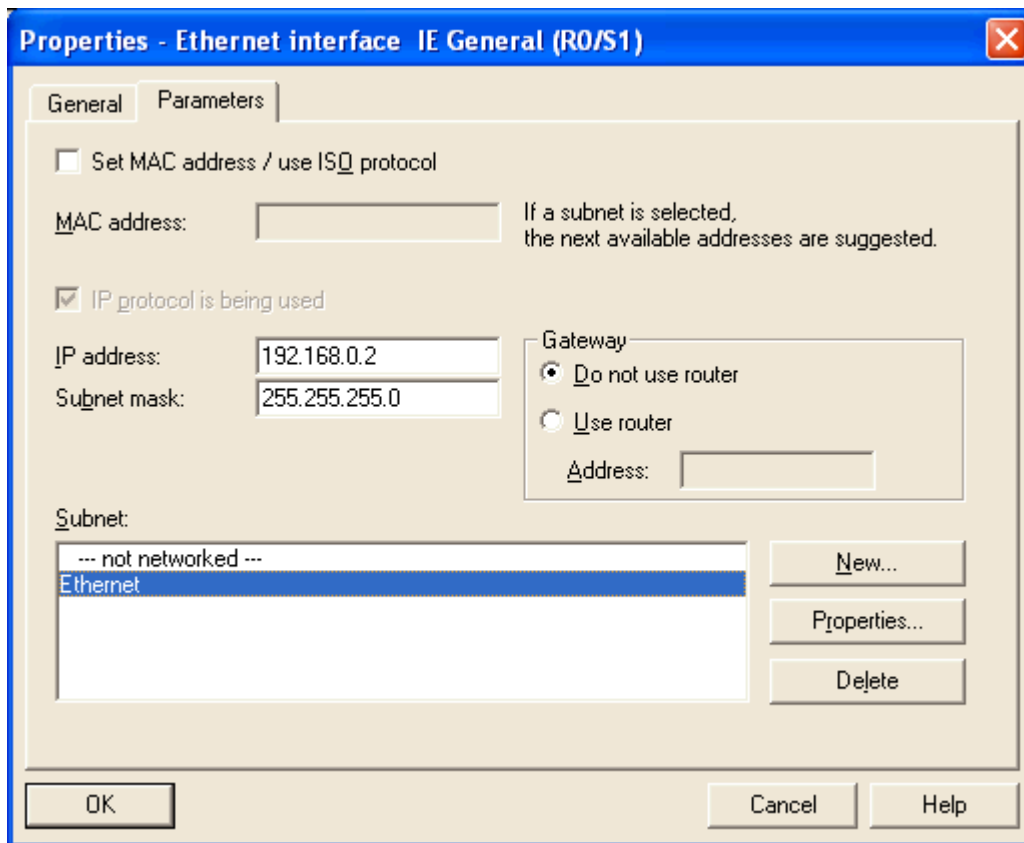 Properties - Ethernet interface  IE General (R0/S1)
General
Parameters
Set MAC address / use ISO protocol
MAC address:
If a subnet is selected,
the next available addresses are suggested.
IP protocol is being used
IP address:
192.168.0.2
Subnet mask:
255.255.255.0
Gateway
Do not use router
Use router
Address:
Subnet:
--- not networked ---
Ethernet
New...
Properties...
Delete
OK
Cancel
Help